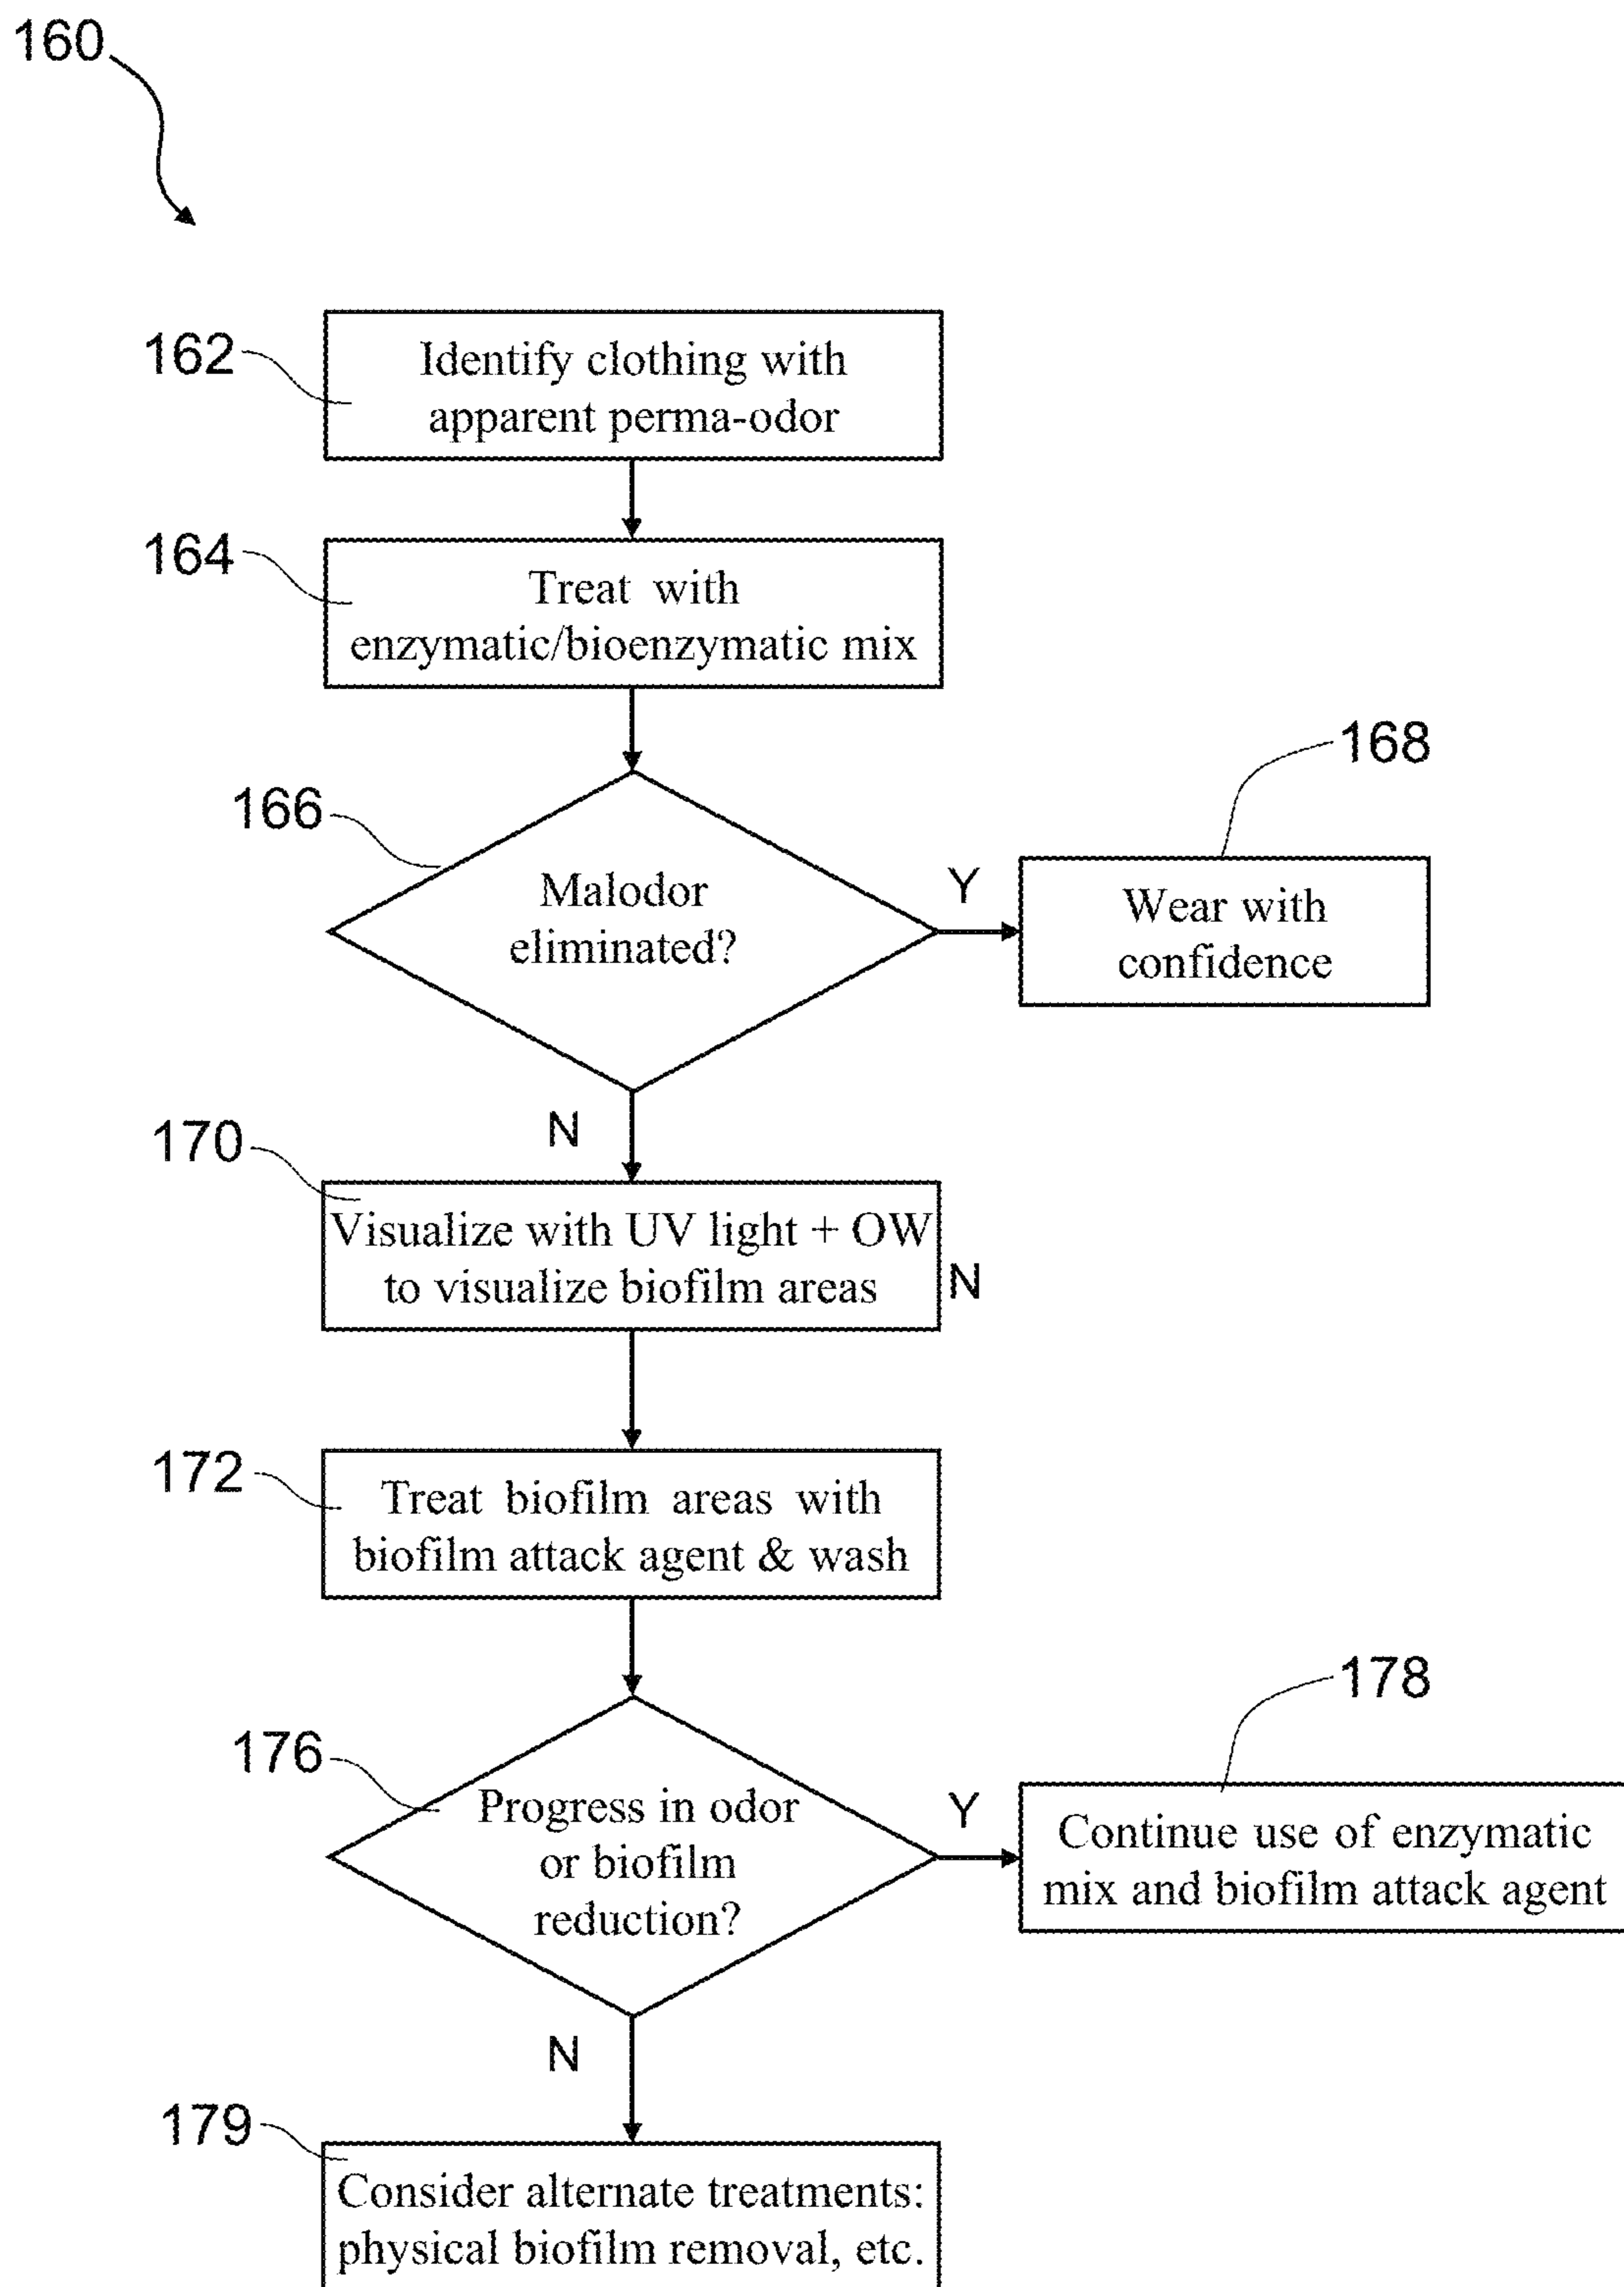 160
162
Identify clothing with
apparent perma-odor
164
Treat with
enzymatic/bioenzymatic mix
166
Malodor
eliminated?
Y
168
Wear with
confidence
N
170
Visualize with UV light + OW
to visualize biofilm areas
N
172
Treat biofilm areas with
biofilm attack agent & wash
176
Progress in odor
or biofilm
reduction?
Y
178
Continue use of enzymatic
mix and biofilm attack agent
N
179
Consider alternate treatments:
physical biofilm removal, etc.